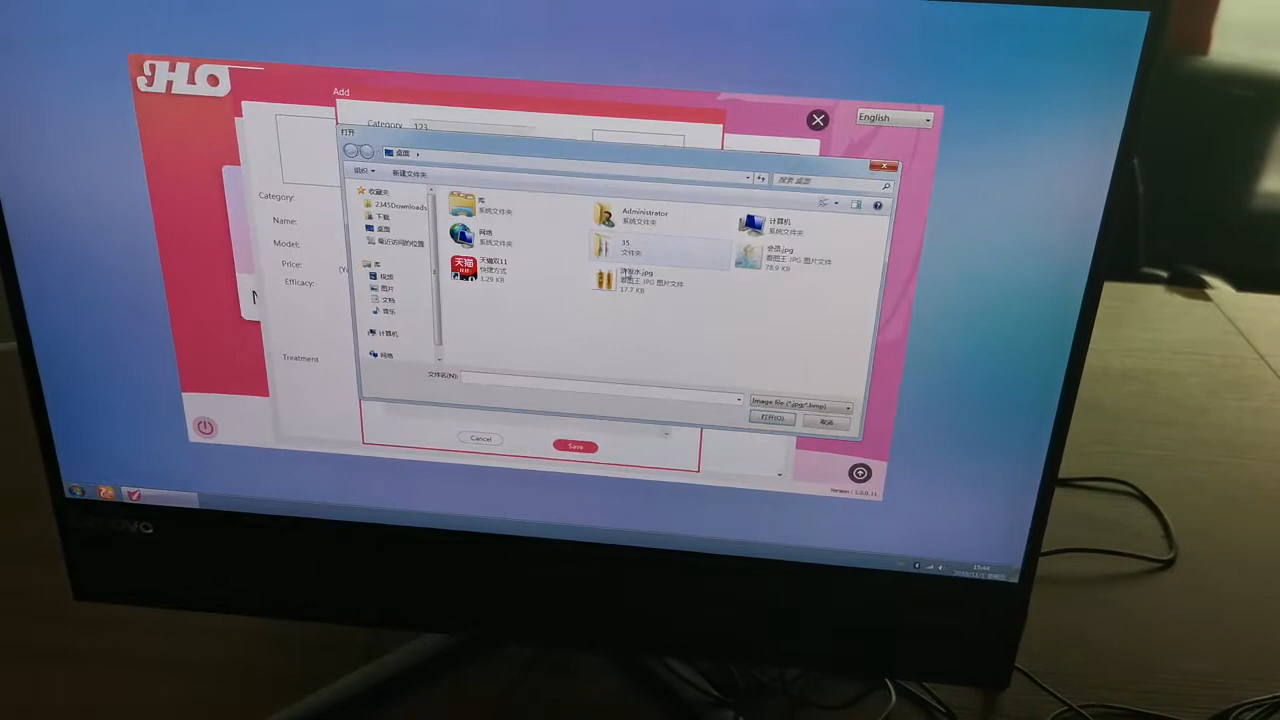 JHLO
Add
English
Category
123
打开
桌面
搜索 桌面
组织
新建文件夹
收藏夹
2345Downloads
下载
桌面
最近访问的位置
库
视频
图片
文档
音乐
计算机
网络
库
系统文件夹
Administrator
系统文件夹
计算机
系统文件夹
网络
系统文件夹
35
文件夹
会员.jpg
看图王 JPG 图片文件
78.9 KB
天猫双11
快捷方式
1.29 KB
看图王 JPG 图片文件
17.7 KB
文件名(N):
Image file (*.jpg;*.bmp)
打开(O)
取消
Category:
Name:
Model:
Price:
Efficacy:
Treatment
Cancel
Save
Version : 1.0.0.11
15:44
Lenovo